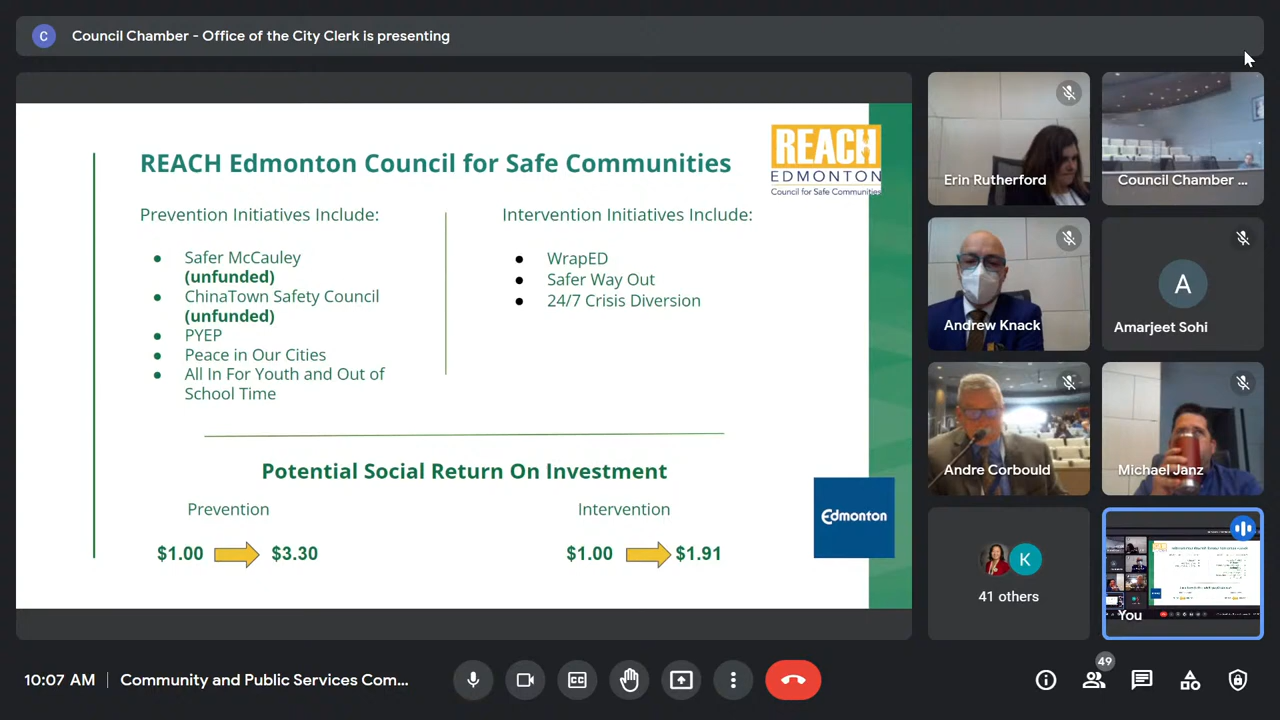 C
Council Chamber - Office of the City Clerk is presenting
REACH Edmonton Council for Safe Communities
REACH
EDMONTON
Council for Safe Communities
Prevention Initiatives Include:
Safer McCauley
(unfunded)
ChinaTown Safety Council
(unfunded)
PYEP
Peace in Our Cities
All In For Youth and Out of
School Time
Intervention Initiatives Include:
WrapED
Safer Way Out
24/7 Crisis Diversion
Potential Social Return On Investment
Prevention
$1.00 $3.30
Intervention
$1.00 $1.91
Edmonton
Erin Rutherford
Council Chamber ...
Andrew Knack
A
Amarjeet Sohi
Andre Corbould
Michael Janz
K
41 others
You
10:07 AM
Community and Public Services Com...
49